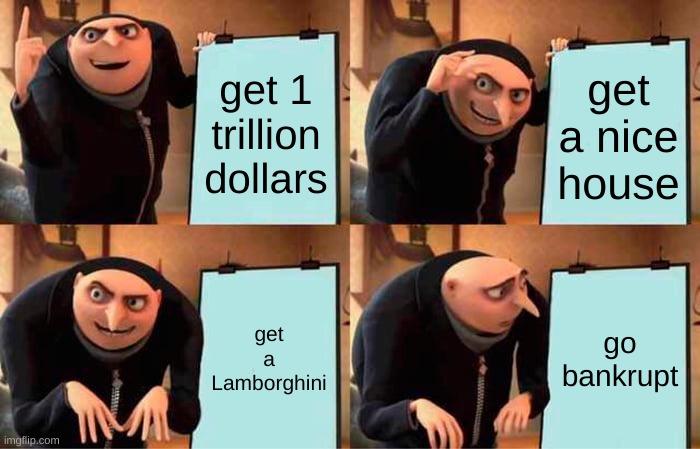 get 1
trillion
dollars
get
a nice
house
get
a
Lamborghini
go
bankrupt
imgflip.com